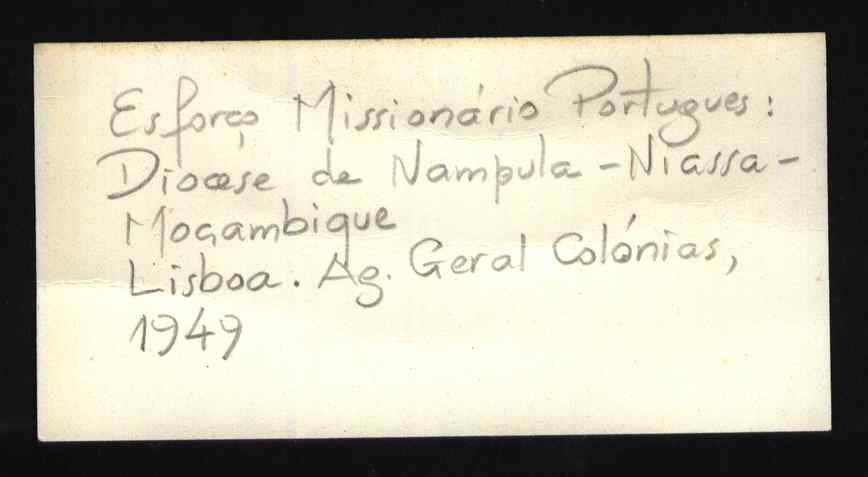 Esforço Missionário Portugues:
Diocese de Nampula - Niassa -
Moçambique
Lisboa. Ag. Geral Colónias,
1949